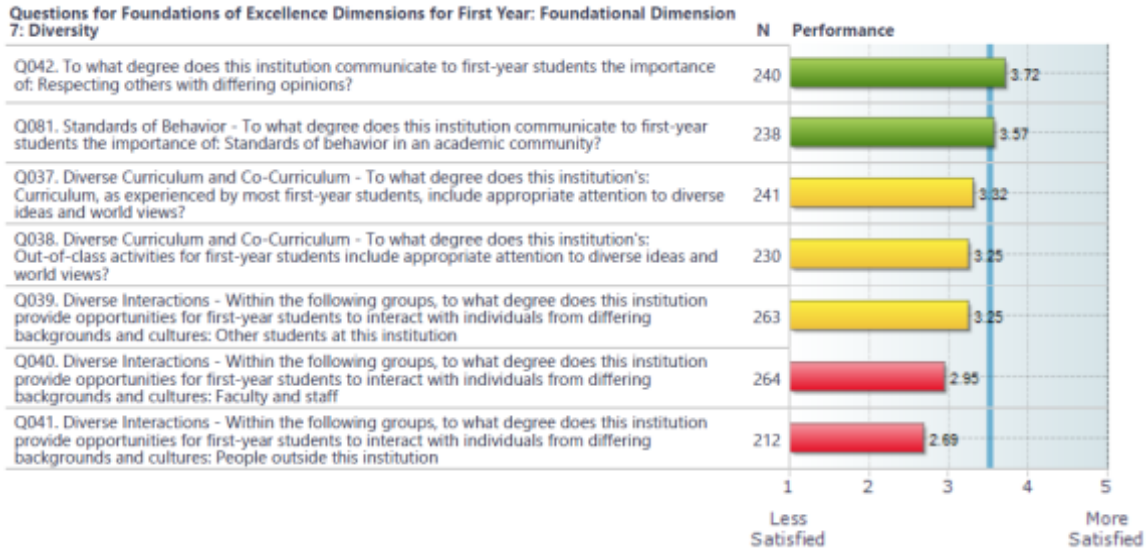 Questions for Foundations of Excellence Dimensions for First Year: Foundational Dimension
7: Diversity
N Performance
Q042. To what degree does this institution communicate to first-year students the importance
of: Respecting others with differing opinions?
240
3.72
Q081. Standards of Behavior - To what degree does this institution communicate to first-year
students the importance of: Standards of behavior in an academic community?
238
3.57
Q037. Diverse Curriculum and Co-Curriculum - To what degree does this institution's:
Curriculum, as experienced by most first-year students, include appropriate attention to diverse
ideas and world views?
241
3.32
Q038. Diverse Curriculum and Co-Curriculum - To what degree does this institution's:
Out-of-class activities for first-year students include appropriate attention to diverse ideas and
world views?
230
3.25
Q039. Diverse Interactions - Within the following groups, to what degree does this institution
provide opportunities for first-year students to interact with individuals from differing
backgrounds and cultures: Other students at this institution
263
3.25
Q040. Diverse Interactions - Within the following groups, to what degree does this institution
provide opportunities for first-year students to interact with individuals from differing
backgrounds and cultures: Faculty and staff
264
2.95
Q041. Diverse Interactions - Within the following groups, to what degree does this institution
provide opportunities for first-year students to interact with individuals from differing
backgrounds and cultures: People outside this institution
212
2.69
1 2 3 4 5
Less More
Satisfied Satisfied